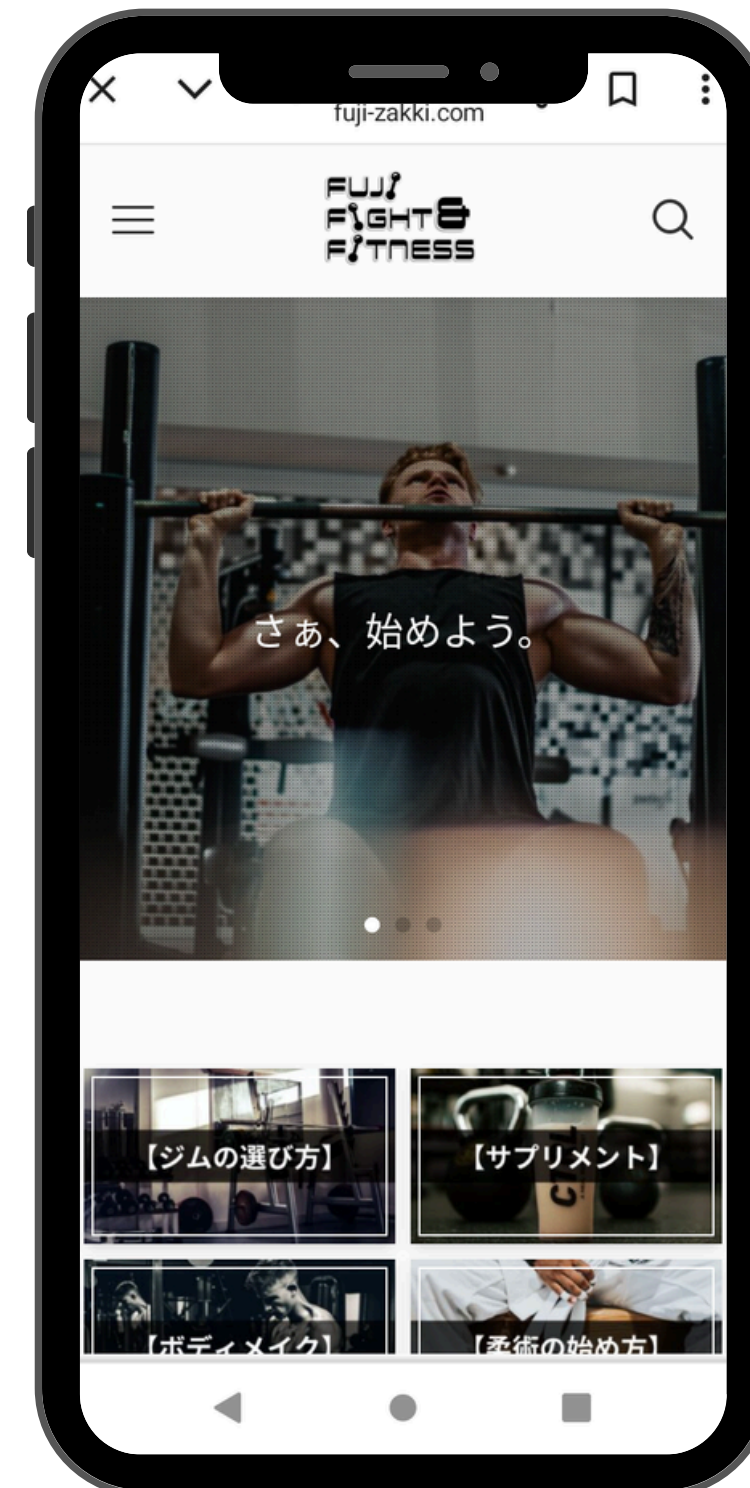 fuji-zakki.com
FUJI
FIGHT&
FITNESS
さぁ、始めよう。
【ジムの選び方】
【サプリメント】
【ボディメイク】
【柔術の始め方】